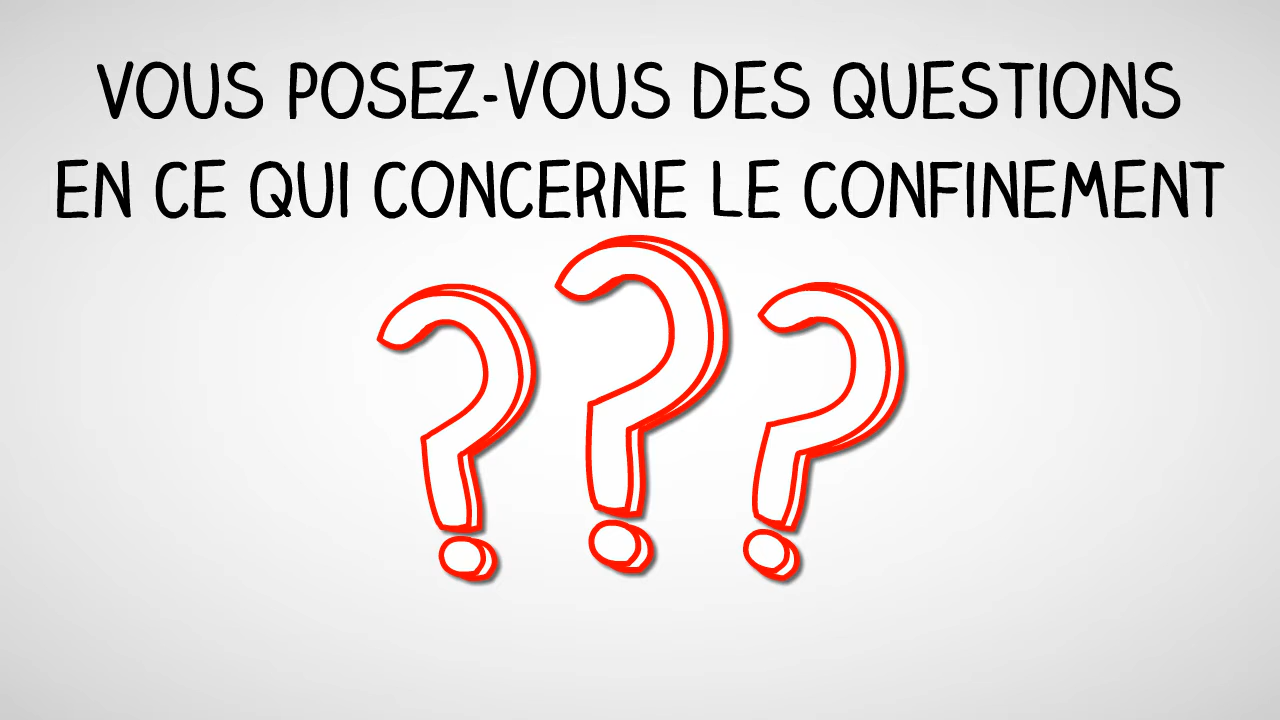 VOUS POSEZ-VOUS DES QUESTIONS
EN CE QUI CONCERNE LE CONFINEMENT
???